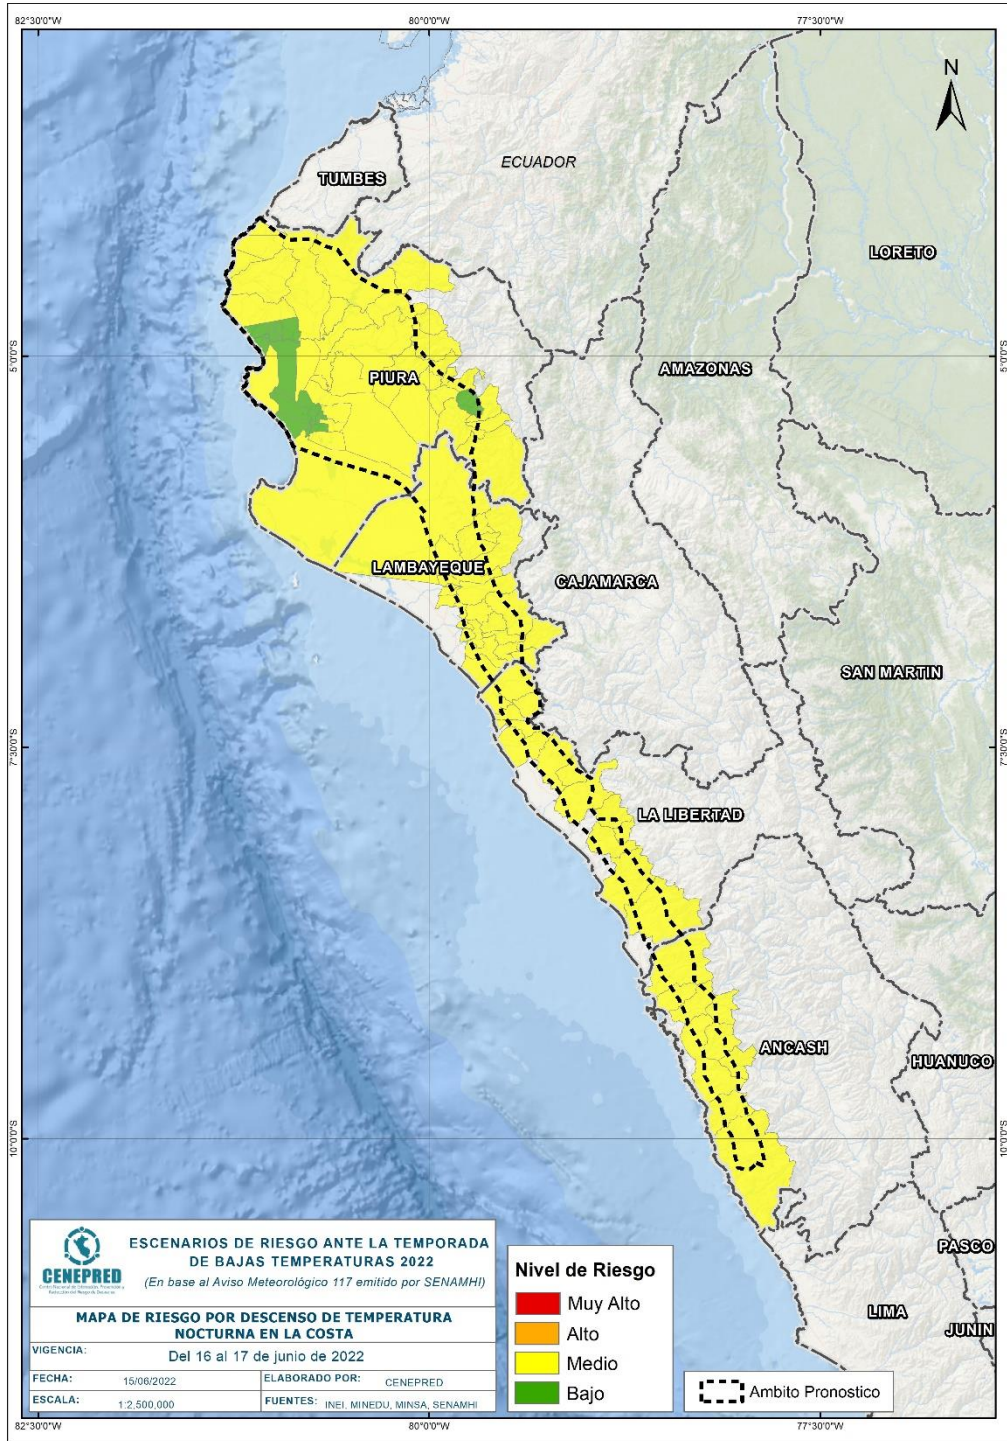 82°30'0"W
80°0'0"W
77°30'0"W
N
ECUADOR
TUMBES
LORETO
5°0'0"S
5°0'0"S
AMAZONAS
PIURA
LAMBAYEQUE
CAJAMARCA
SAN MARTIN
7°30'0"S
7°30'0"S
LA LIBERTAD
ANCASH
HUANUCO
10°0'0"S
10°0'0"S
PASCO
LIMA
JUNIN
CENEPRED
ESCENARIOS DE RIESGO ANTE LA TEMPORADA
DE BAJAS TEMPERATURAS 2022
(En base al Aviso Meteorológico 117 emitido por SENAMHI)
MAPA DE RIESGO POR DESCENSO DE TEMPERATURA
NOCTURNA EN LA COSTA
VIGENCIA: Del 16 al 17 de junio de 2022
FECHA: 15/06/2022 ELABORADO POR: CENEPRED
ESCALA: 1:2,500,000 FUENTES: INEI, MINEDU, MINSA, SENAMHI
Nivel de Riesgo
Muy Alto
Alto
Medio
Bajo
Ambito Pronostico
82°30'0"W
80°0'0"W
77°30'0"W